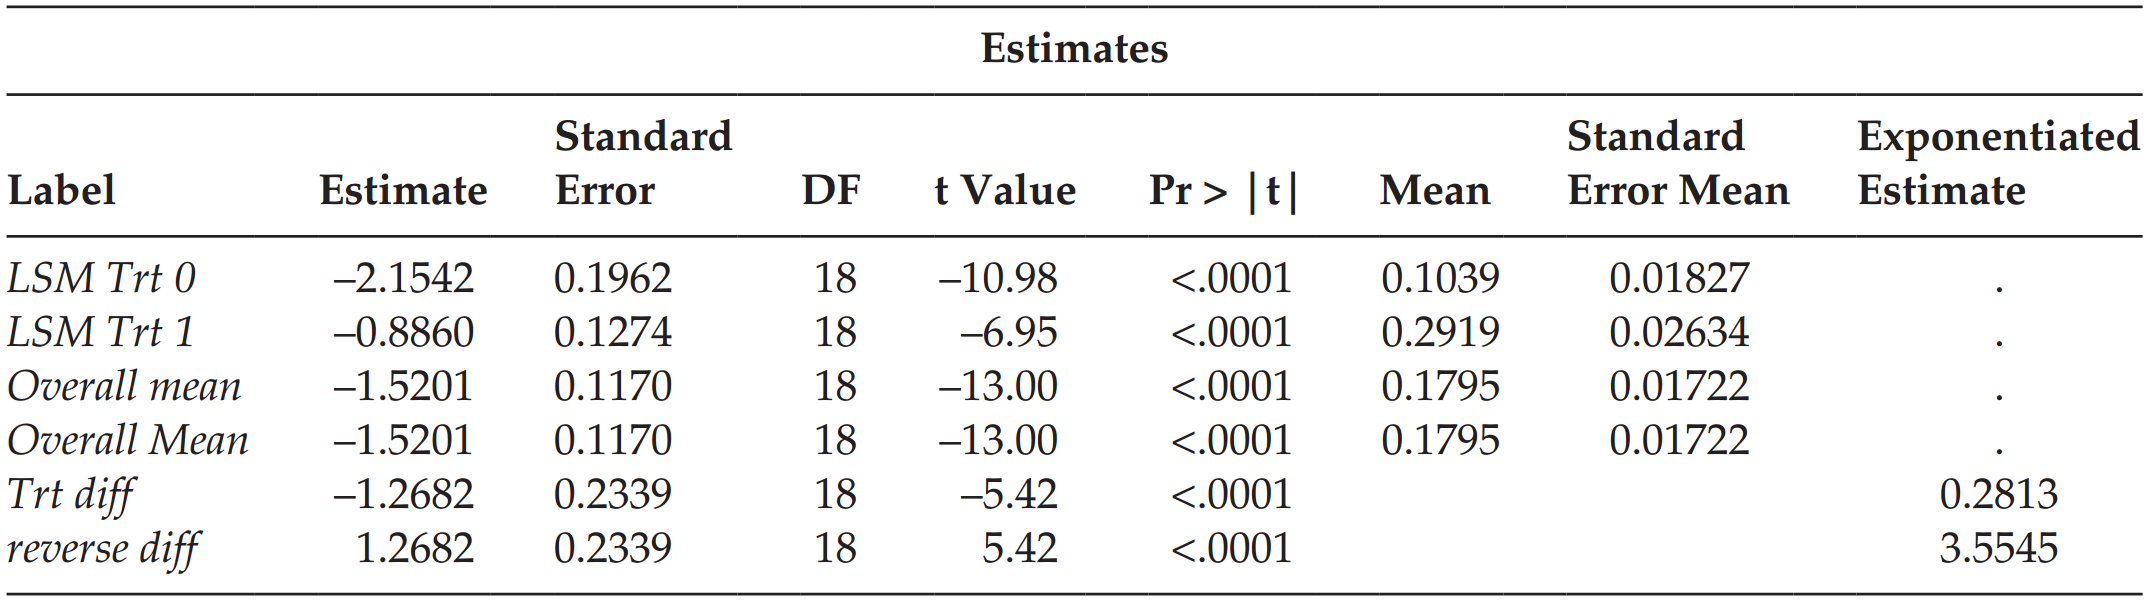 Estimates
Standard Standard Exponentiated
Label Estimate Error DF t Value Pr > |t| Mean Error Mean Estimate
LSM Trt 0 –2.1542 0.1962 18 –10.98 <.0001 0.1039 0.01827 .
LSM Trt 1 –0.8860 0.1274 18 –6.95 <.0001 0.2919 0.02634 .
Overall mean –1.5201 0.1170 18 –13.00 <.0001 0.1795 0.01722 .
Overall Mean –1.5201 0.1170 18 –13.00 <.0001 0.1795 0.01722 .
Trt diff –1.2682 0.2339 18 –5.42 <.0001 0.2813
reverse diff 1.2682 0.2339 18 5.42 <.0001 3.5545